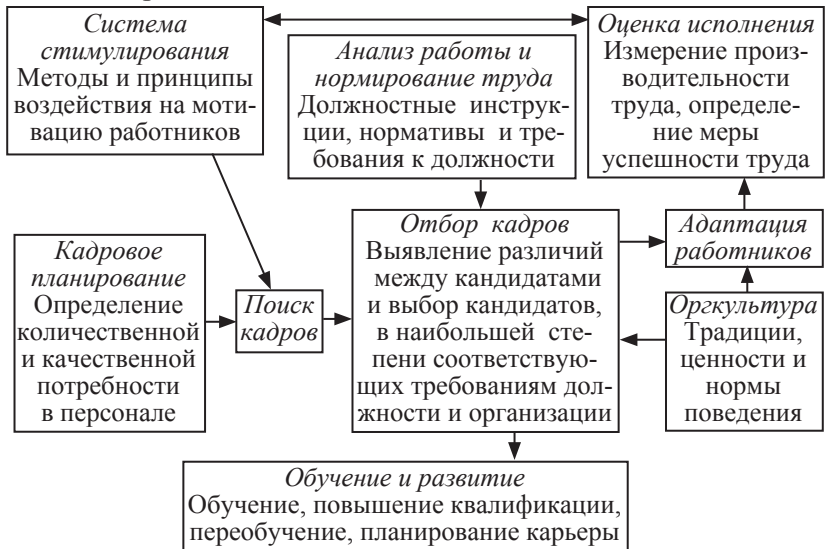 Система
стимулирования
Методы и принципы
воздействия на моти-
вацию работников
Анализ работы и
нормирование труда
Должностные инструк-
ции, нормативы и тре-
бования к должности
Оценка исполнения
Измерение произ-
водительности
труда, определе-
ние меры
успешности труда
Кадровое
планирование
Определение
количественной
и качественной
потребности
в персонале
Поиск
кадров
Отбор кадров
Выявление различий
между кандидатами
и выбор кандидатов,
в наибольшей сте-
пени соответствую-
щих требованиям дол-
жности и организации
Адаптация
работников
Оргкультура
Традиции,
ценности и
нормы
поведения
Обучение и развитие
Обучение, повышение квалификации,
переобучение, планирование карьеры